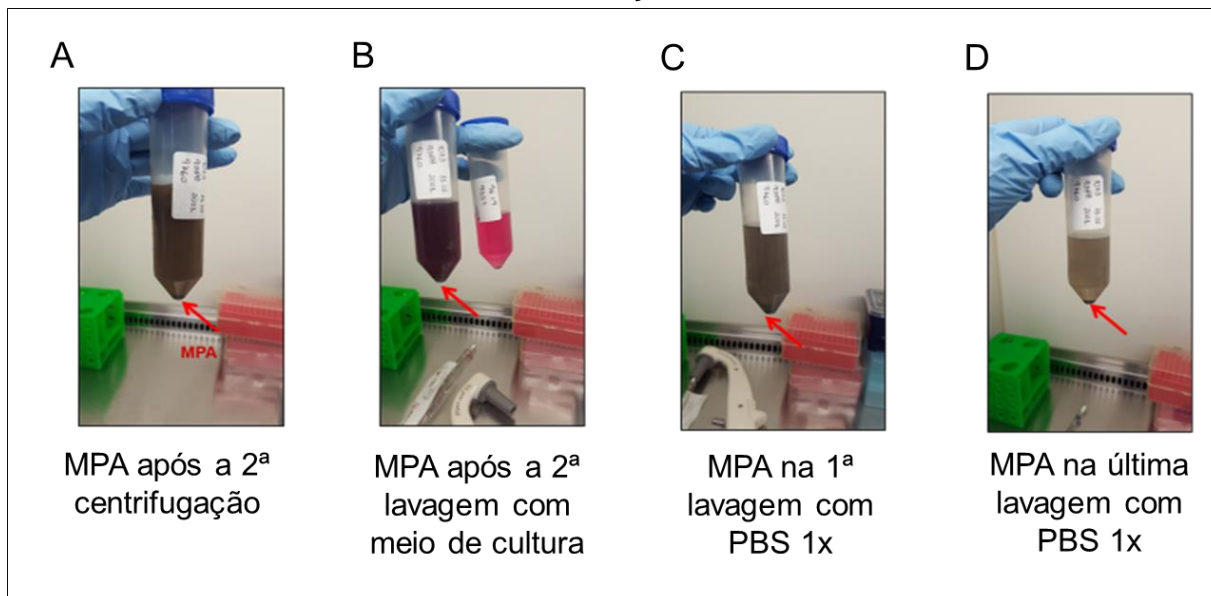 A
B
C
D
MPA
MPA após a 2ª
centrifugação
MPA após a 2ª
lavagem com
meio de cultura
MPA na 1ª
lavagem com
PBS 1x
MPA na última
lavagem com
PBS 1x